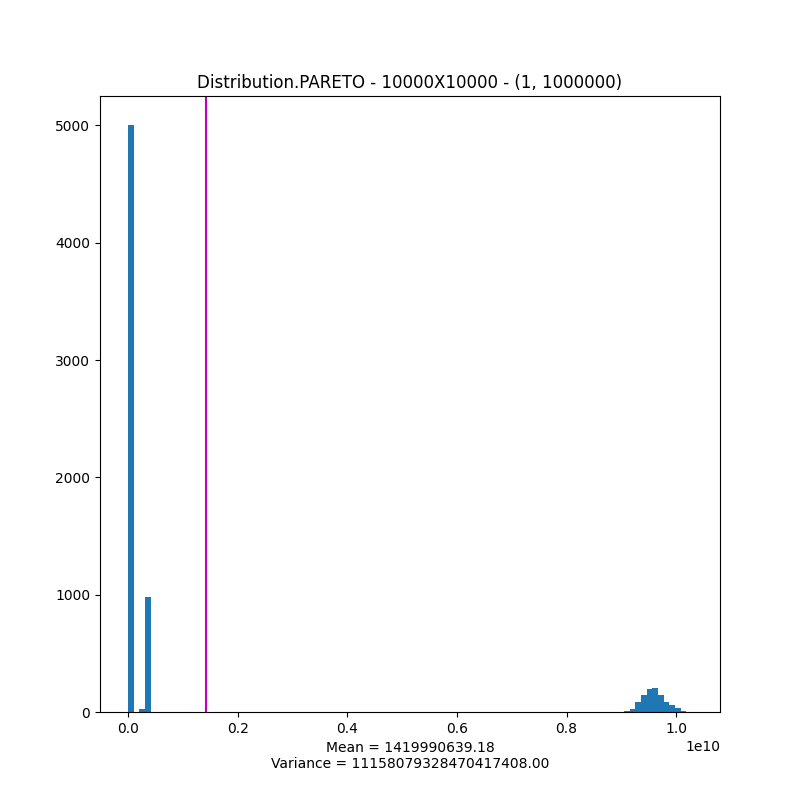 Distribution.PARETO - 10000X10000 - (1, 1000000)
5000
4000
3000
2000
1000
0
0.0 0.2 0.4 0.6 0.8 1.0
1e10
Mean = 1419990639.18
Variance = 11158079328470417408.00